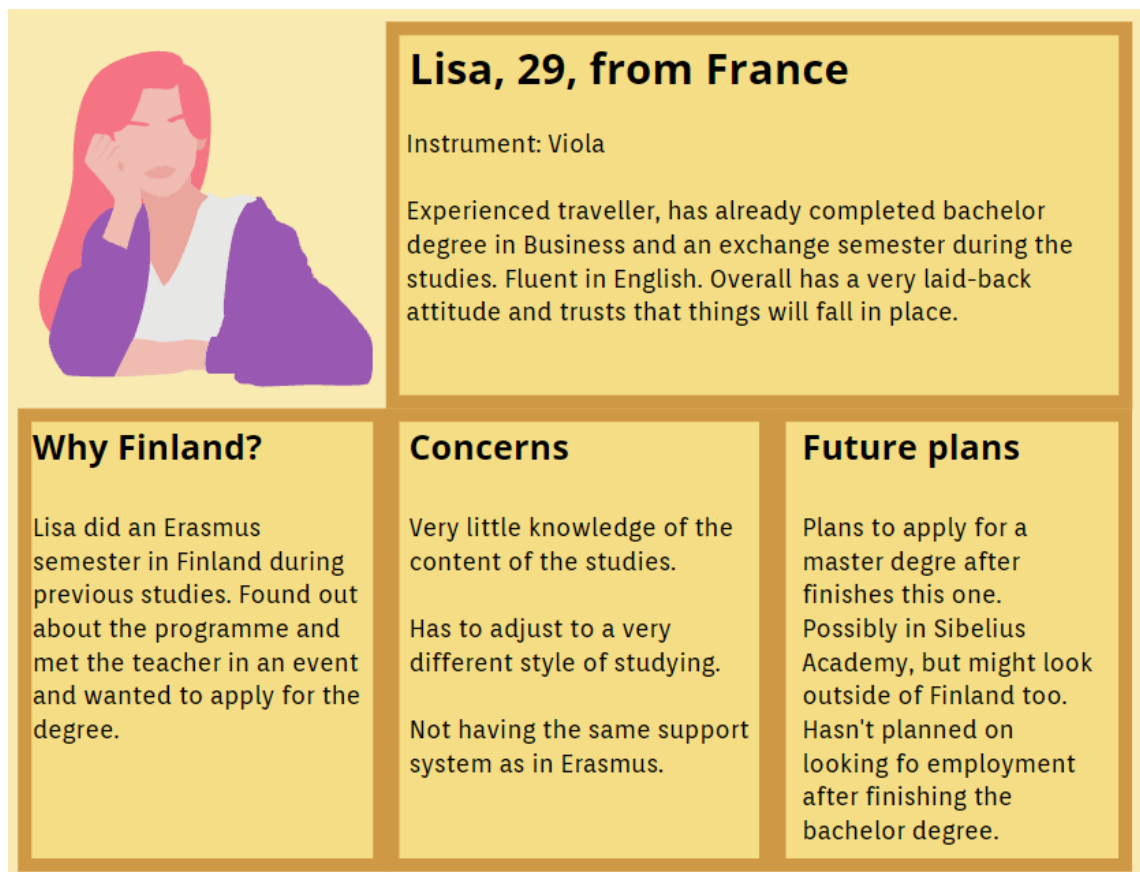 Lisa, 29, from France
Instrument: Viola
Experienced traveller, has already completed bachelor
degree in Business and an exchange semester during the
studies. Fluent in English. Overall has a very laid-back
attitude and trusts that things will fall in place.
Why Finland?
Lisa did an Erasmus
semester in Finland during
previous studies. Found out
about the programme and
met the teacher in an event
and wanted to apply for the
degree.
Concerns
Very little knowledge of the
content of the studies.
Has to adjust to a very
different style of studying.
Not having the same support
system as in Erasmus.
Future plans
Plans to apply for a
master degre after
finishes this one.
Possibly in Sibelius
Academy, but might look
outside of Finland too.
Hasn't planned on
looking fo employment
after finishing the
bachelor degree.